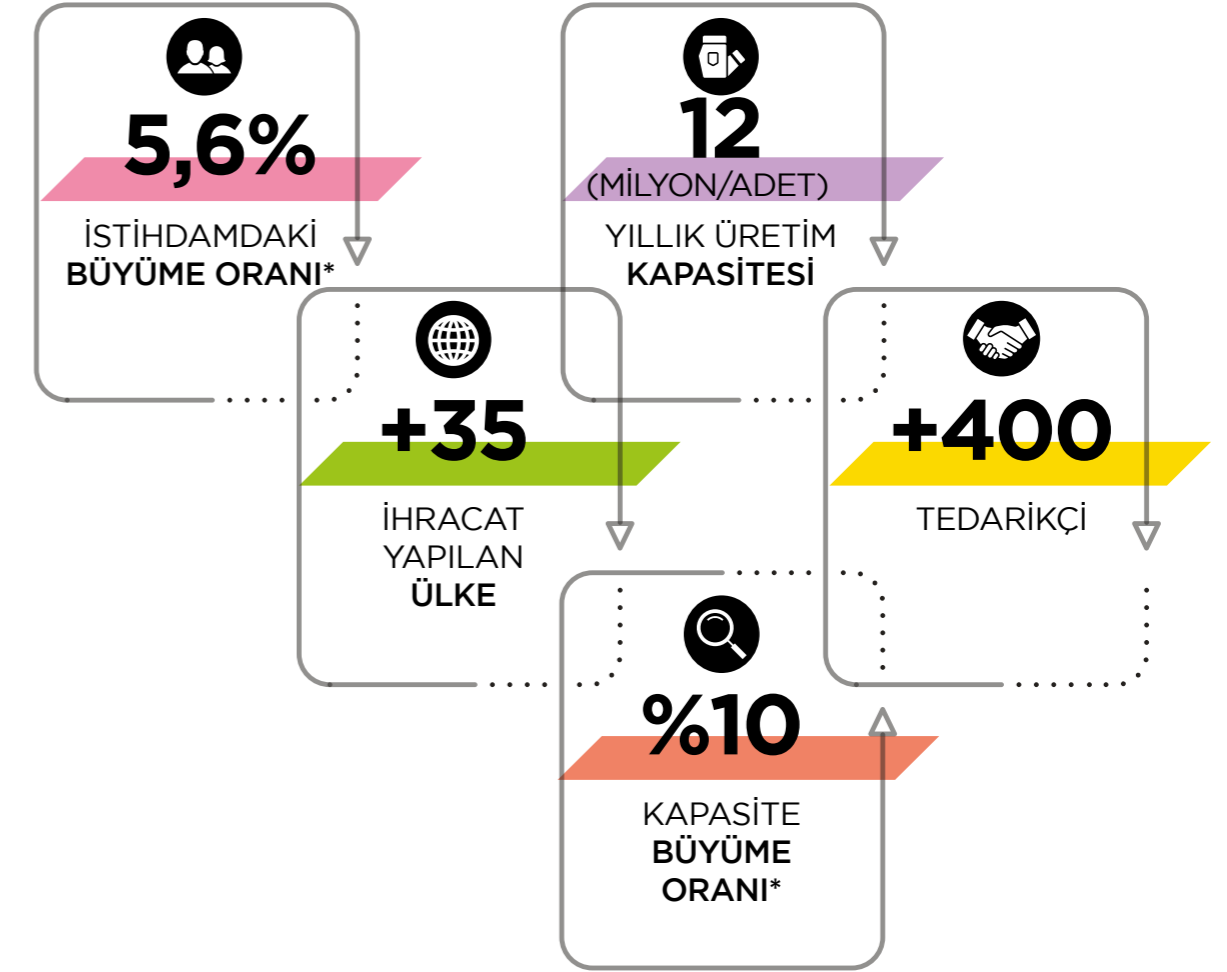 5,6%
İSTİHDAMDAKİ
BÜYÜME ORANI*
12
(MİLYON/ADET)
YILLIK ÜRETİM
KAPASİTESİ
+35
İHRACAT
YAPILAN
ÜLKE
+400
TEDARİKÇİ
%10
KAPASİTE
BÜYÜME
ORANI*